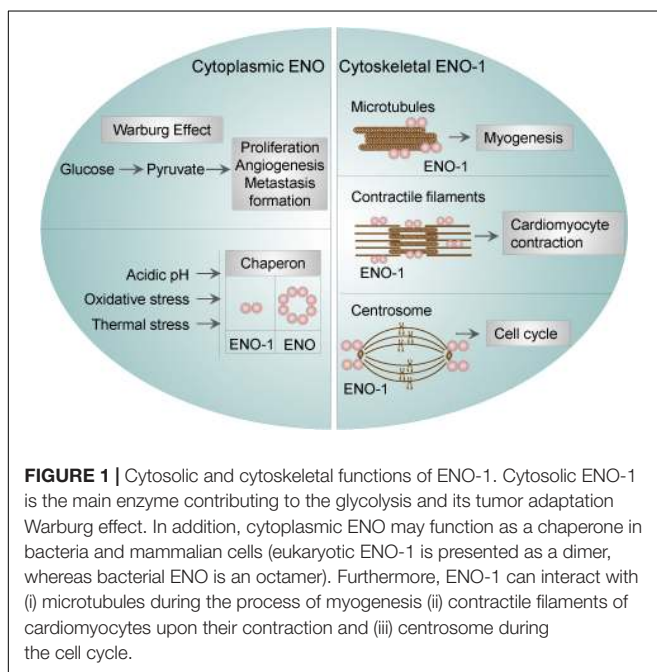 Cytoplasmic ENO
Warburg Effect
Glucose → Pyruvate →
Proliferation
Angiogenesis
Metastasis
formation
Chaperon
Acidic pH →
Oxidative stress →
Thermal stress →
ENO-1 ENO
Cytoskeletal ENO-1
Microtubules
→ Myogenesis
ENO-1
Contractile filaments
→ Cardiomyocyte
contraction
ENO-1
Centrosome
→ Cell cycle
ENO-1
FIGURE 1 | Cytosolic and cytoskeletal functions of ENO-1. Cytosolic ENO-1
is the main enzyme contributing to the glycolysis and its tumor adaptation
Warburg effect. In addition, cytoplasmic ENO may function as a chaperone in
bacteria and mammalian cells (eukaryotic ENO-1 is presented as a dimer,
whereas bacterial ENO is an octamer). Furthermore, ENO-1 can interact with
(i) microtubules during the process of myogenesis (ii) contractile filaments of
cardiomyocytes upon their contraction and (iii) centrosome during
the cell cycle.